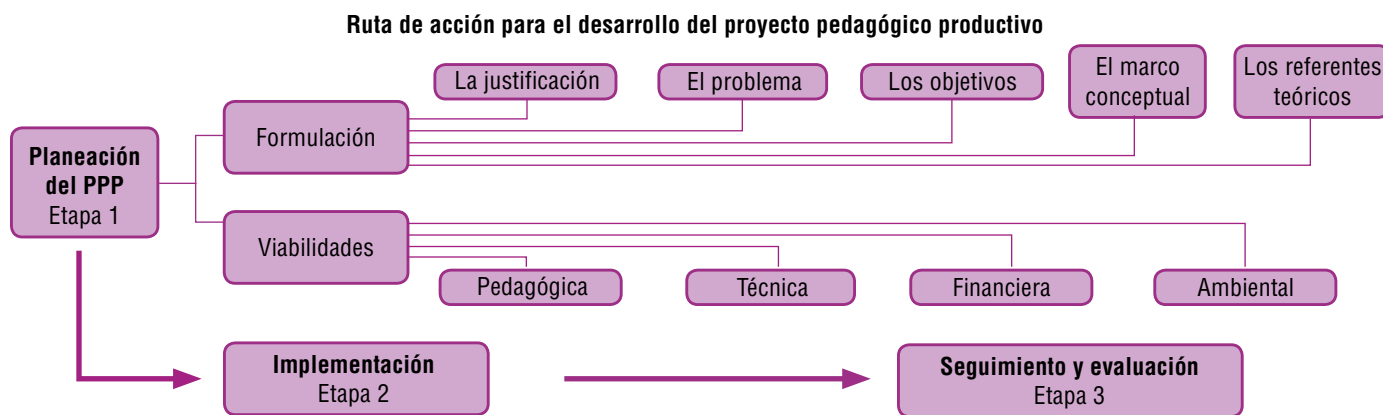 Ruta de acción para el desarrollo del proyecto pedagógico productivo
La justificación
El problema
Los objetivos
El marco
conceptual
Los referentes
teóricos
Formulación
Planeación
del PPP
Etapa 1
Viabilidades
Pedagógica
Técnica
Financiera
Ambiental
Implementación
Etapa 2
Seguimiento y evaluación
Etapa 3